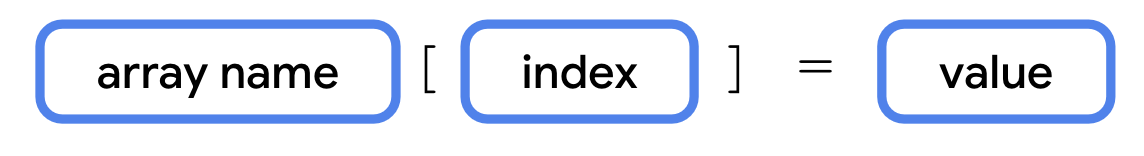 array name [ index ] = value